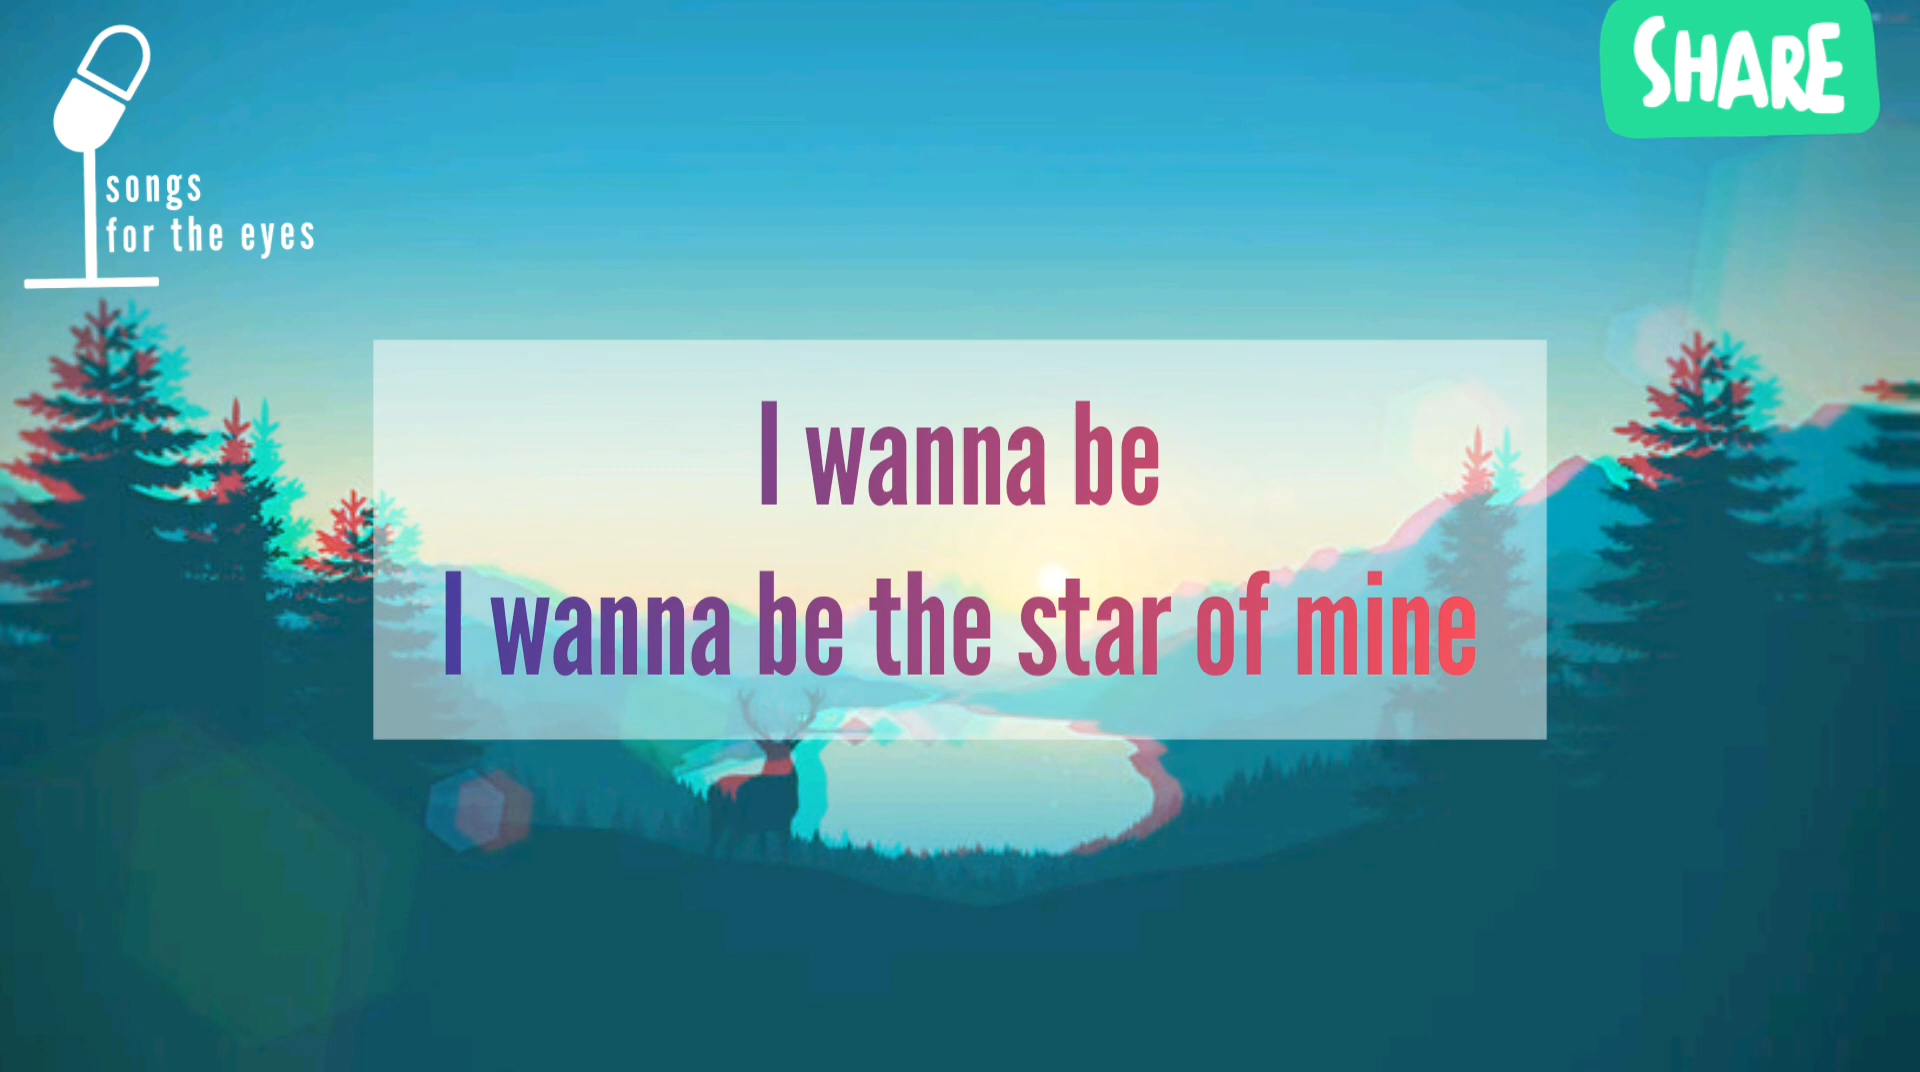 SHARE
songs
for the eyes
I wanna be
I wanna be the star of mine